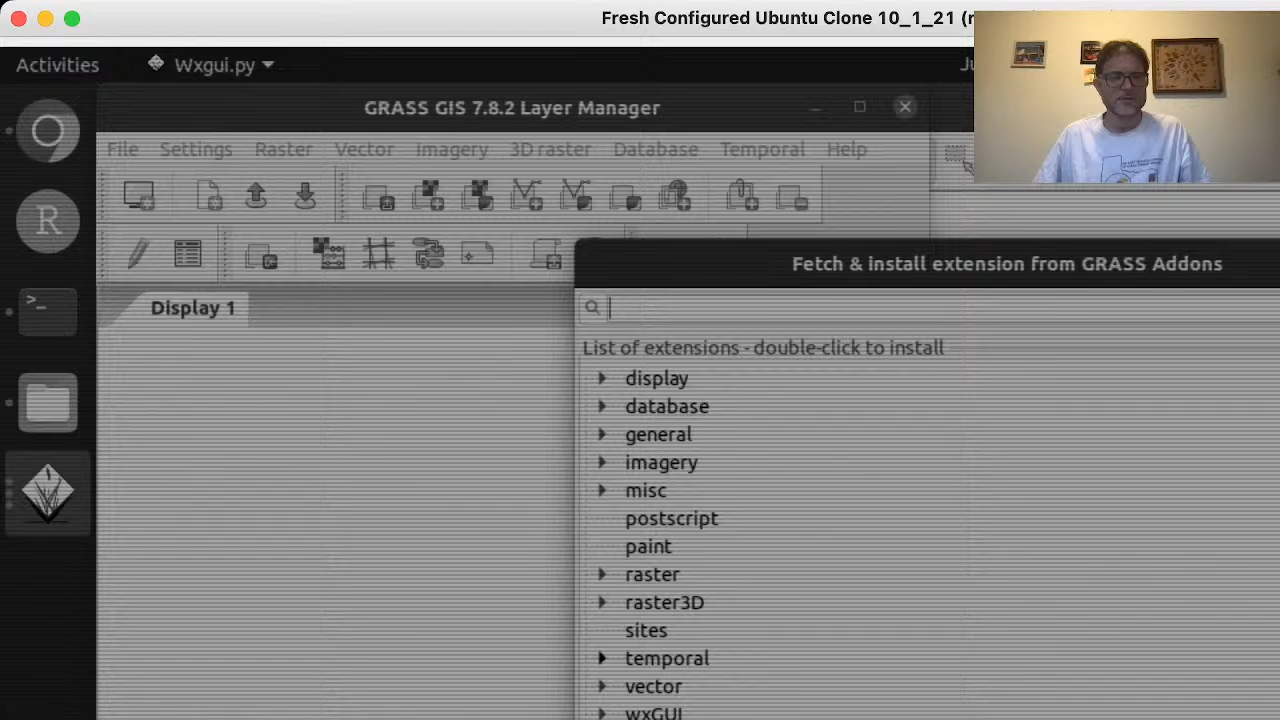 Fresh Configured Ubuntu Clone 10_1_21 (r
Activities
Wxgui.py
GRASS GIS 7.8.2 Layer Manager
File Settings Raster Vector Imagery 3D raster Database Temporal Help
R
Fetch & install extension from GRASS Addons
Display 1
>_
List of extensions - double-click to install
display
database
general
imagery
misc
postscript
paint
raster
raster3D
sites
temporal
vector
wxGUI